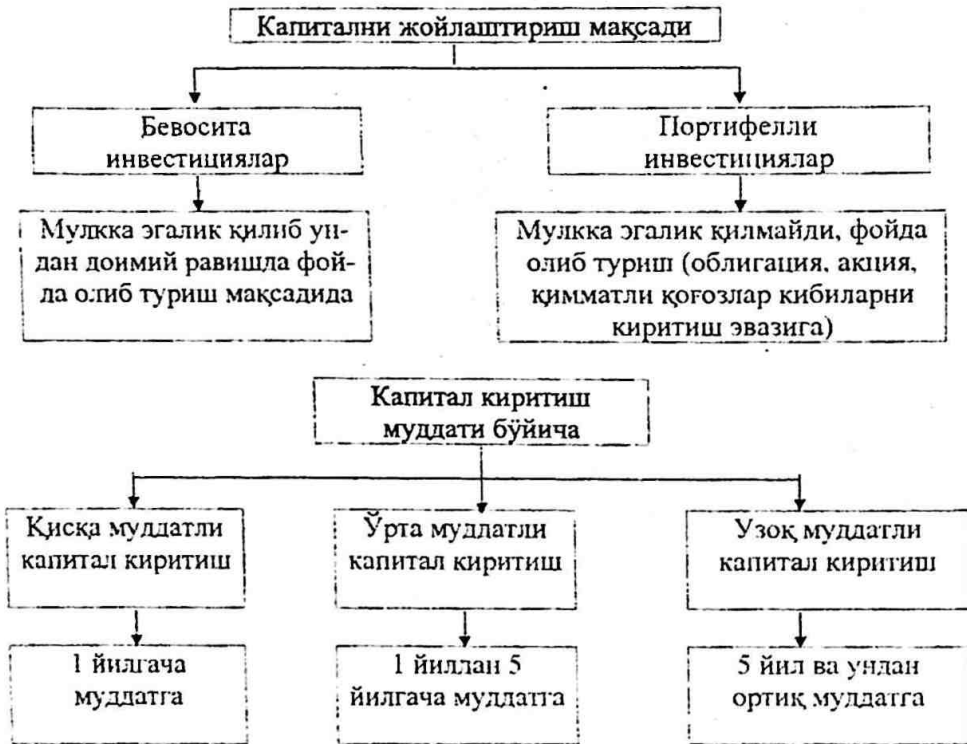 Капитални жойлаштириш мақсади
Бевосита
инвестициялар
Портифелли
инвестициялар
Мулкка эгалик қилиб ун-
дан доимий равишда фой-
да олиб туриш мақсадида
Мулкка эгалик қилмайди, фойда
олиб туриш (облигация, акция,
қимматли қоғозлар кибиларни
киритиш эвазига)
Капитал киритиш
муддати бўйича
Қисқа муддатли
капитал киритиш
Ўрта муддатли
капитал киритиш
Узоқ муддатли
капитал киритиш
1 йилгача
муддатга
1 йилдан 5
йилгача муддатга
5 йил ва ундан
ортиқ муддатга